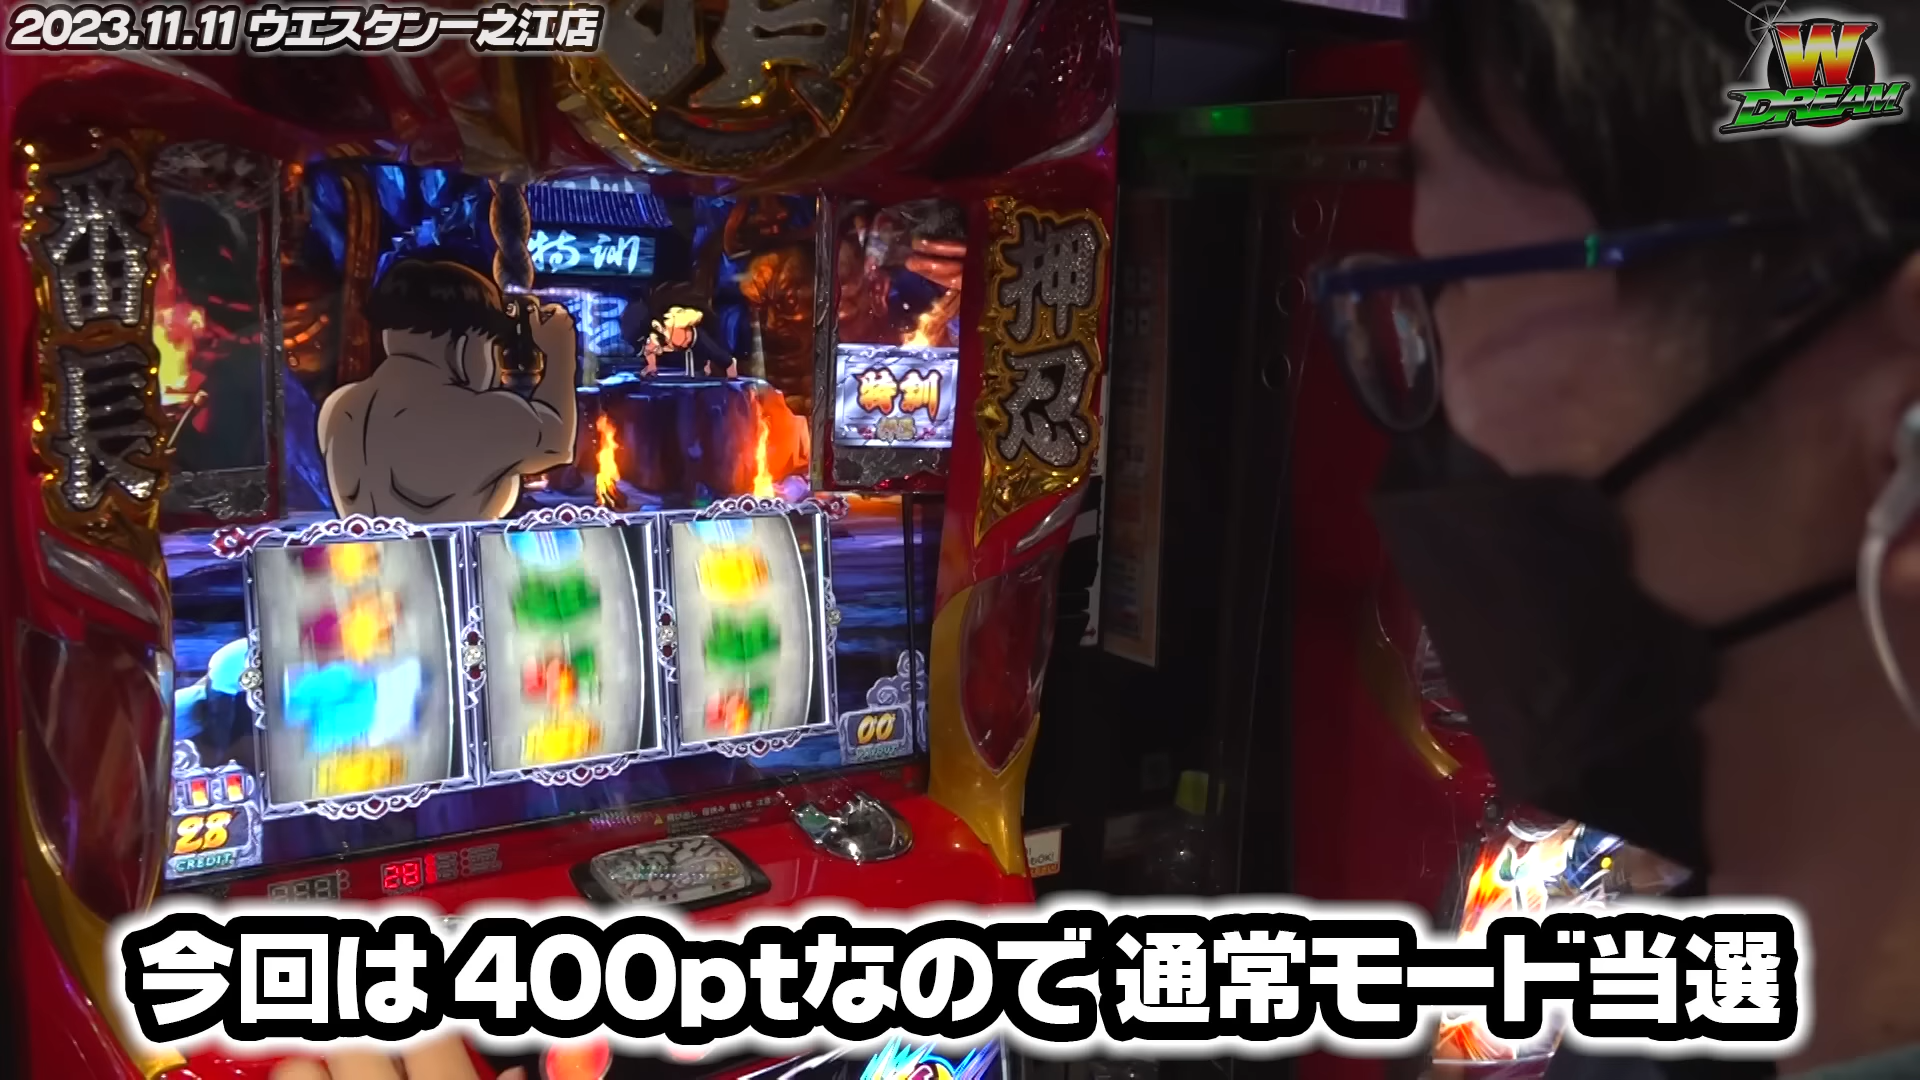 2023.11.11 ウエスタン一之江店
W
DREAM
番長
押忍
特訓
特訓
00
28
CREDIT
28
今回は 400ptなので 通常モード当選